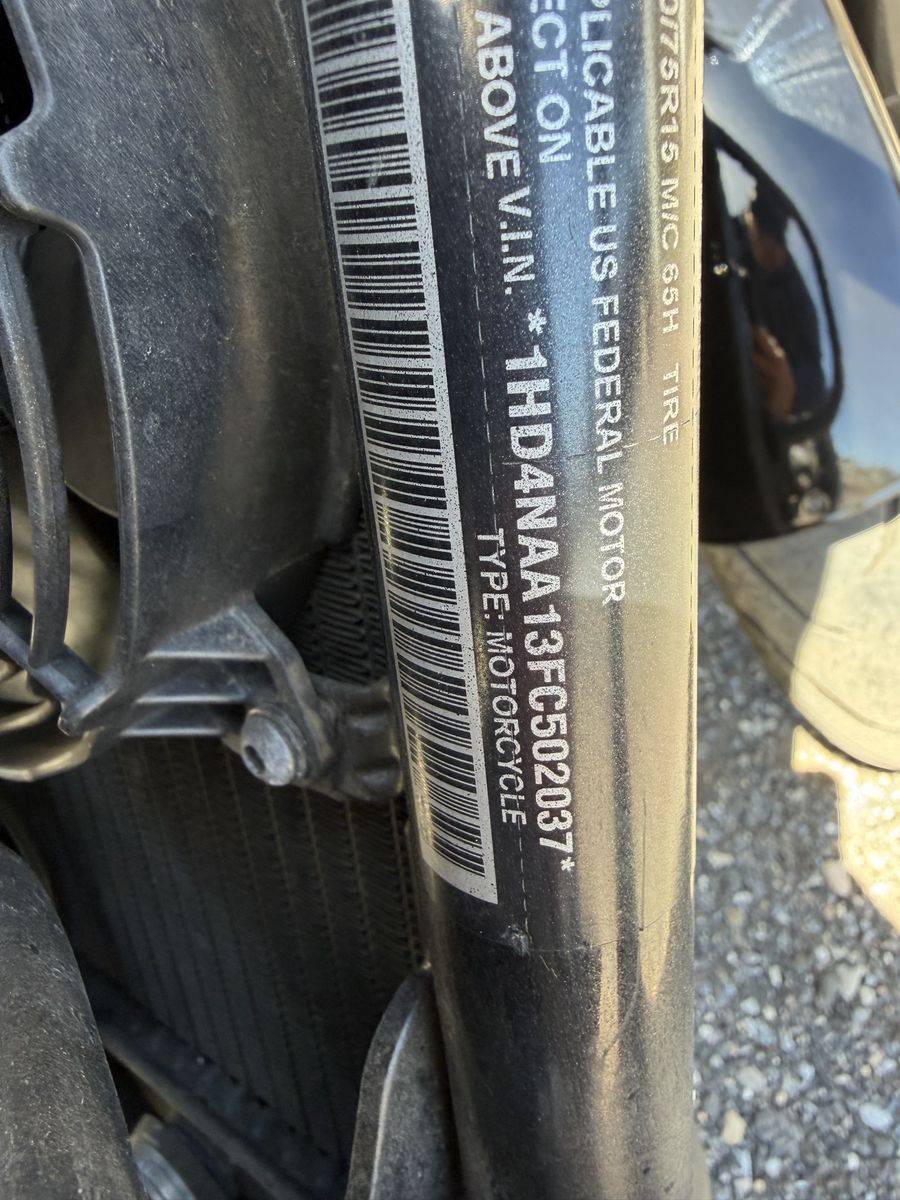 0/75R15 M/C 65H TIRE
PLICABLE US FEDERAL MOTOR
ECT ON
ABOVE V.I.N. *1HD4NAA13FC502037*
TYPE: MOTORCYCLE